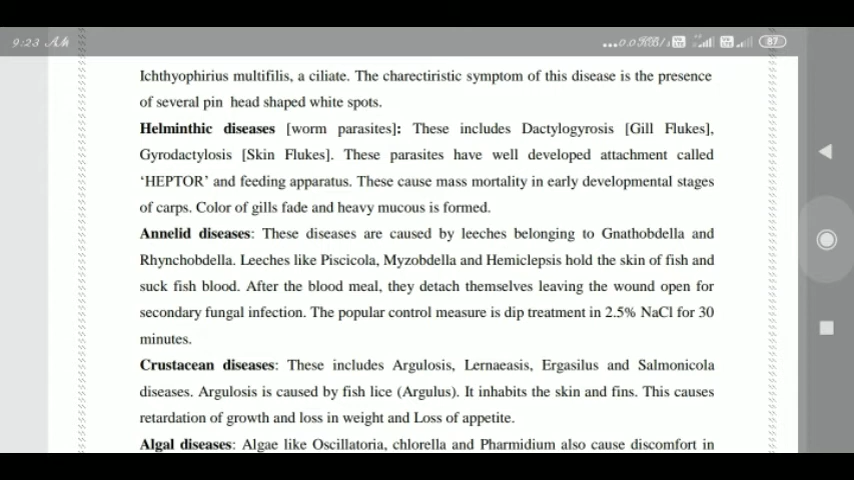 9:23 AM
...0.0KB/s 87
Ichthyophirius multifilis, a ciliate. The charectiristic symptom of this disease is the presence
of several pin head shaped white spots.
Helminthic diseases [worm parasites]: These includes Dactylogyrosis [Gill Flukes],
Gyrodactylosis [Skin Flukes]. These parasites have well developed attachment called
‘HEPTOR’ and feeding apparatus. These cause mass mortality in early developmental stages
of carps. Color of gills fade and heavy mucous is formed.
Annelid diseases: These diseases are caused by leeches belonging to Gnathobdella and
Rhynchobdella. Leeches like Piscicola, Myzobdella and Hemiclepsis hold the skin of fish and
suck fish blood. After the blood meal, they detach themselves leaving the wound open for
secondary fungal infection. The popular control measure is dip treatment in 2.5% NaCl for 30
minutes.
Crustacean diseases: These includes Argulosis, Lernaeasis, Ergasilus and Salmonicola
diseases. Argulosis is caused by fish lice (Argulus). It inhabits the skin and fins. This causes
retardation of growth and loss in weight and Loss of appetite.
Algal diseases: Algae like Oscillatoria, chlorella and Pharmidium also cause discomfort in